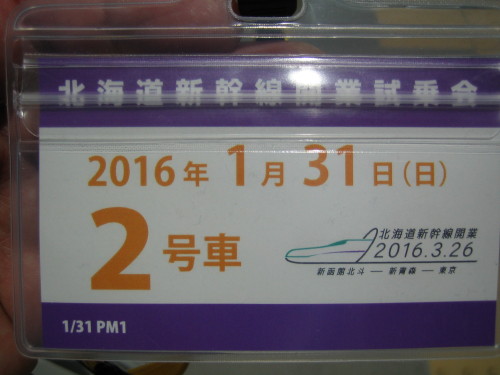 北海道新幹線開業試乗会
2016年1月31日(日)
2号車
北海道新幹線開業
2016.3.26
新函館北斗 — 新青森 — 東京
1/31 PM1